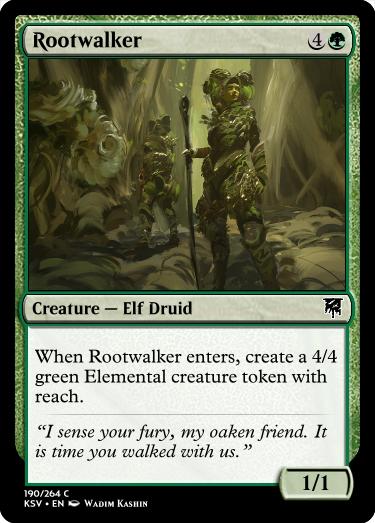 Rootwalker 4
Creature — Elf Druid
When Rootwalker enters, create a 4/4
green Elemental creature token with
reach.
“I sense your fury, my oaken friend. It
is time you walked with us.”
1/1
190/264 C
KSV • EN Wadim Kashin